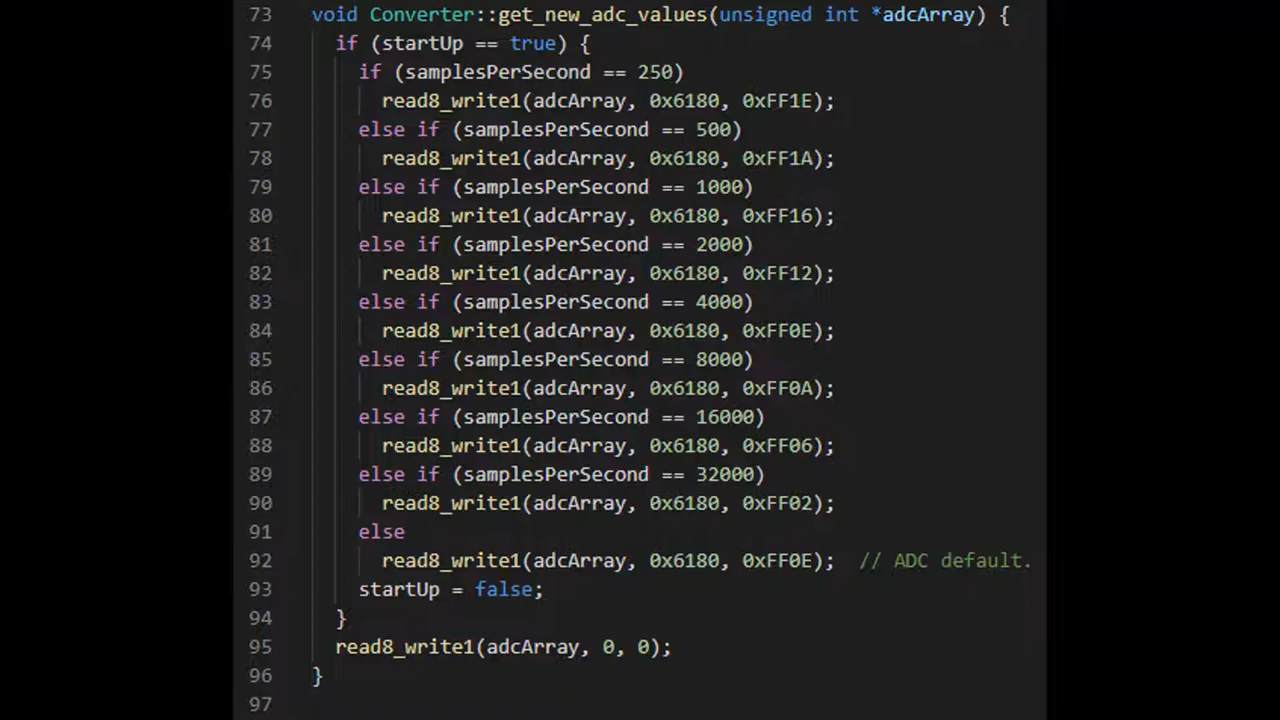 73 void Converter::get_new_adc_values(unsigned int *adcArray) {
74 if (startUp == true) {
75 if (samplesPerSecond == 250)
76 read8_write1(adcArray, 0x6180, 0xFF1E);
77 else if (samplesPerSecond == 500)
78 read8_write1(adcArray, 0x6180, 0xFF1A);
79 else if (samplesPerSecond == 1000)
80 read8_write1(adcArray, 0x6180, 0xFF16);
81 else if (samplesPerSecond == 2000)
82 read8_write1(adcArray, 0x6180, 0xFF12);
83 else if (samplesPerSecond == 4000)
84 read8_write1(adcArray, 0x6180, 0xFF0E);
85 else if (samplesPerSecond == 8000)
86 read8_write1(adcArray, 0x6180, 0xFF0A);
87 else if (samplesPerSecond == 16000)
88 read8_write1(adcArray, 0x6180, 0xFF06);
89 else if (samplesPerSecond == 32000)
90 read8_write1(adcArray, 0x6180, 0xFF02);
91 else
92 read8_write1(adcArray, 0x6180, 0xFF0E); // ADC default.
93 startUp = false;
94 }
95 read8_write1(adcArray, 0, 0);
96 }
97